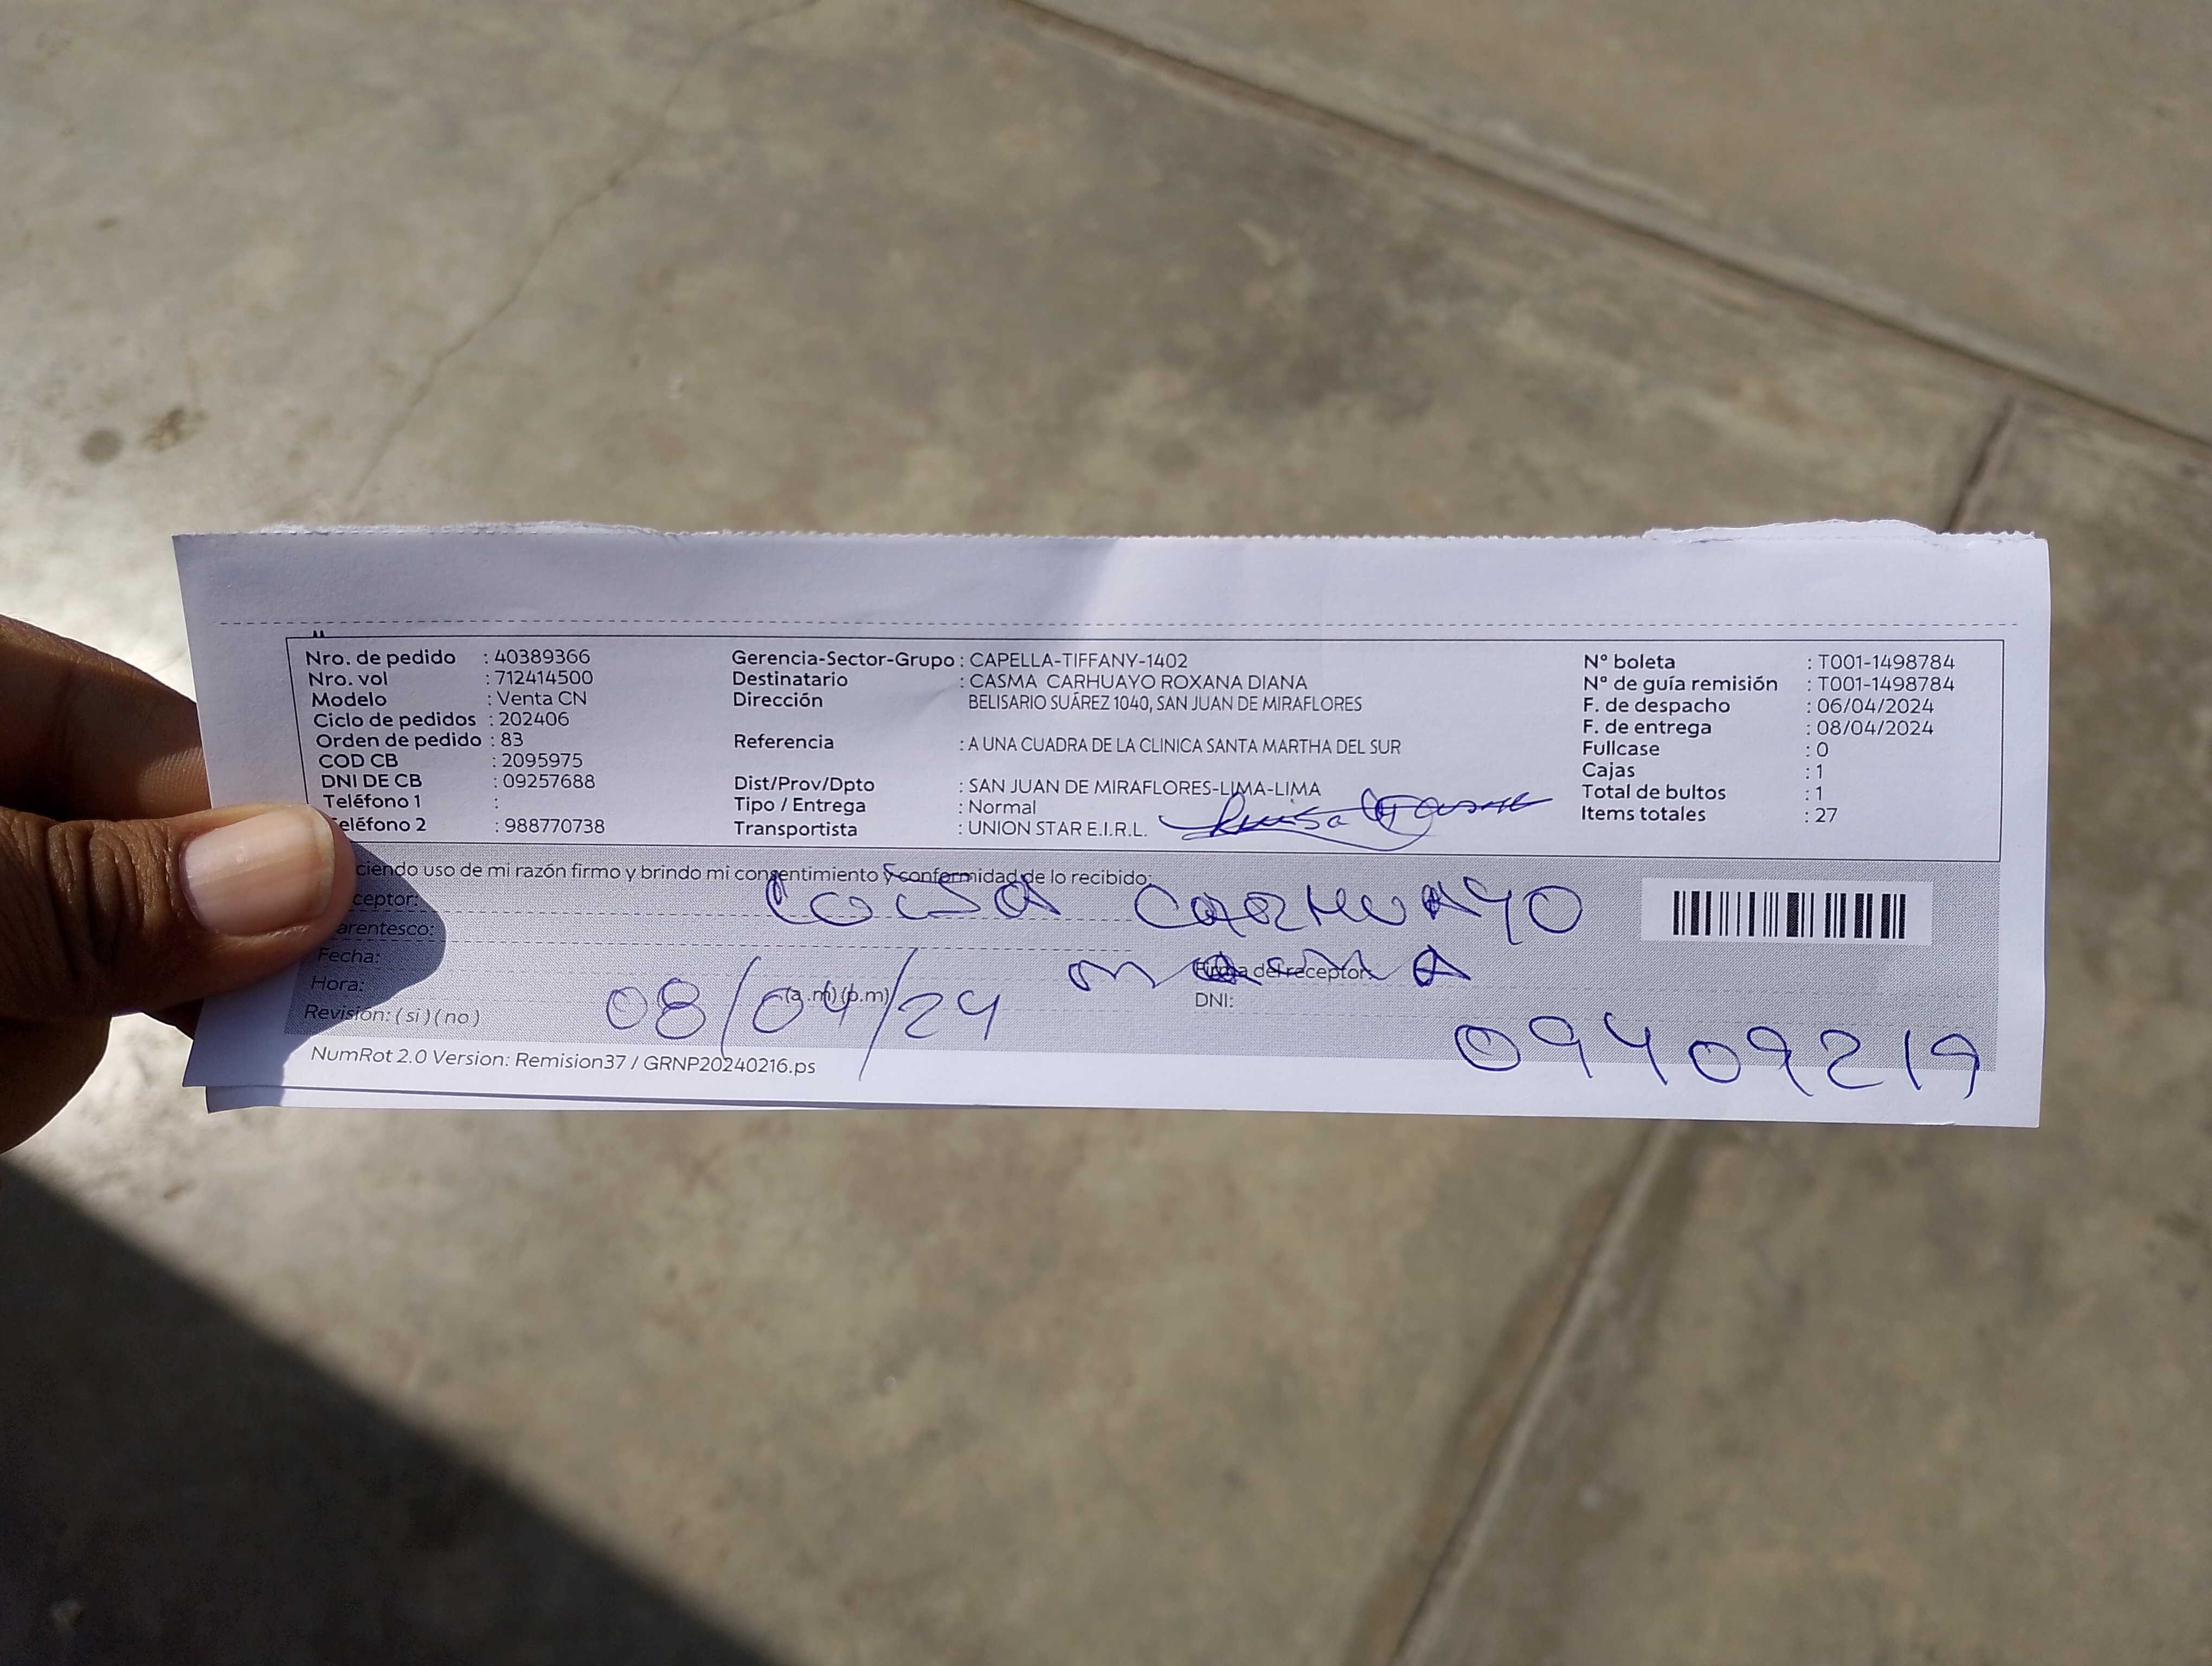 Nro. de pedido : 40389366
Nro. vol : 712414500
Modelo : Venta CN
Ciclo de pedidos : 202406
Orden de pedido : 83
COD CB : 2095975
DNI DE CB : 09257688
Teléfono 1 :
eléfono 2 : 988770738
Gerencia-Sector-Grupo : CAPELLA-TIFFANY-1402
Destinatario : CASMA CARHUAYO ROXANA DIANA
Dirección BELISARIO SUÁREZ 1040, SAN JUAN DE MIRAFLORES
Referencia : A UNA CUADRA DE LA CLINICA SANTA MARTHA DEL SUR
Dist/Prov/Dpto : SAN JUAN DE MIRAFLORES-LIMA-LIMA
Tipo / Entrega : Normal
Transportista : UNION STAR E.I.R.L.
N° boleta : T001-1498784
N° de guía remisión : T001-1498784
F. de despacho : 06/04/2024
F. de entrega : 08/04/2024
Fullcase : 0
Cajas : 1
Total de bultos : 1
Items totales : 27
ciendo uso de mi razón firmo y brindo mi consentimiento y confermidad de lo recibido:
ceptor: CARHUAYO
arentesco:
Fecha: Firma del receptor:
MAMA
Hora: (a.m) (p.m) DNI:
08/04/24
Revisión: ( si ) ( no )
09409219
NumRot 2.0 Version: Remision37 / GRNP20240216.ps